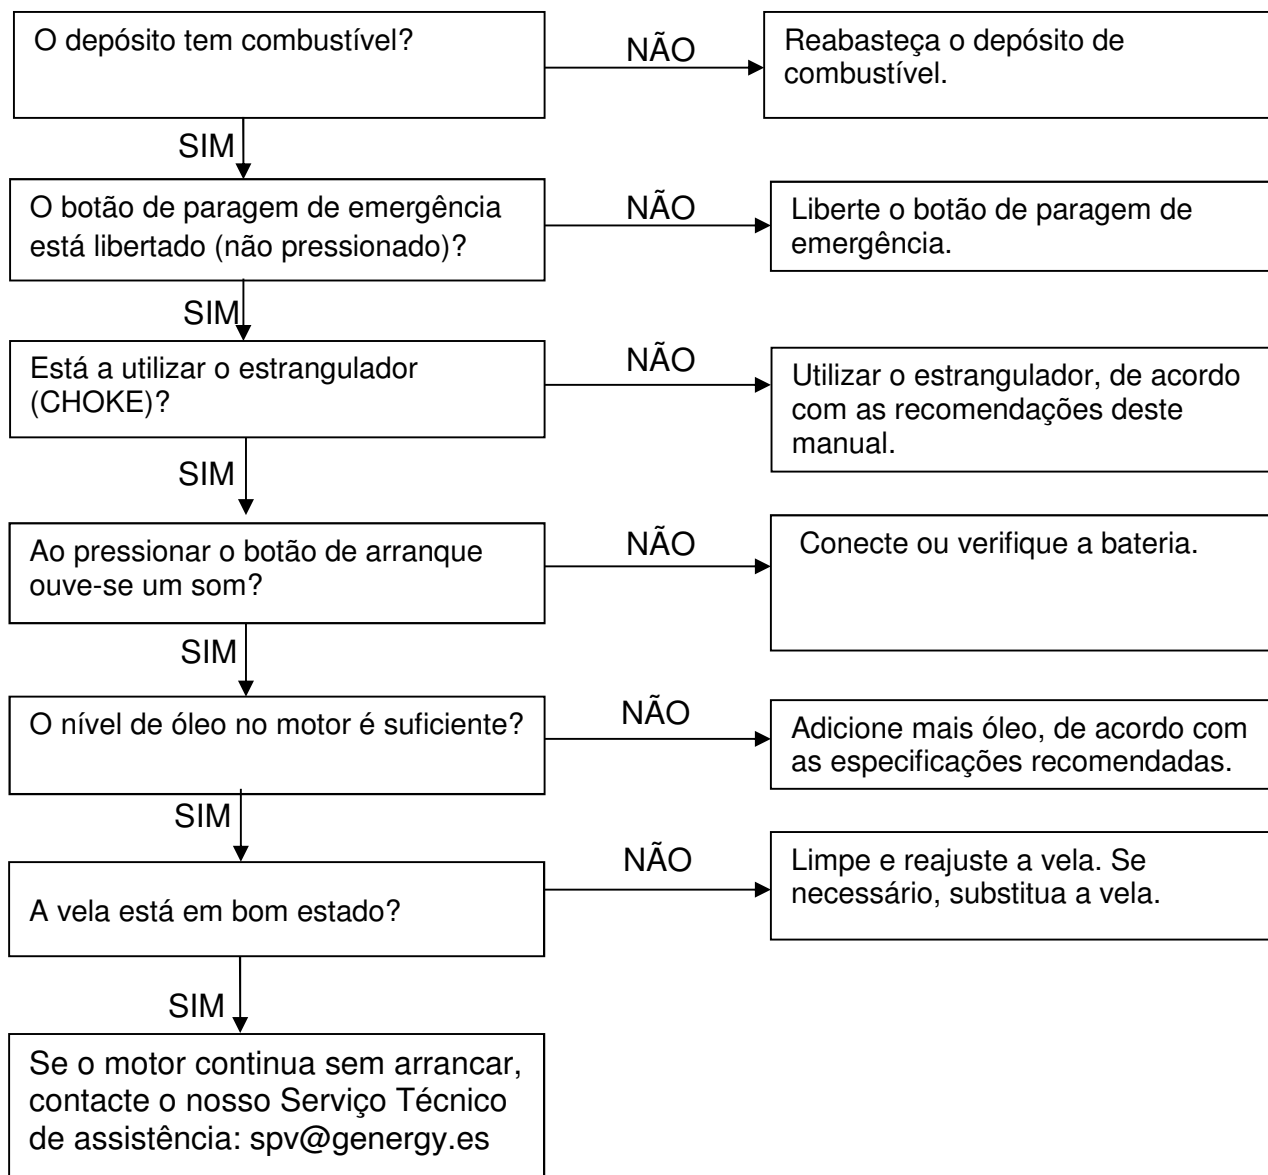 O depósito tem combustível?
NÃO
Reabasteça o depósito de
combustível.
SIM
O botão de paragem de emergência
está libertado (não pressionado)?
NÃO
Liberte o botão de paragem de
emergência.
SIM
Está a utilizar o estrangulador
(CHOKE)?
NÃO
Utilizar o estrangulador, de acordo
com as recomendações deste
manual.
SIM
Ao pressionar o botão de arranque
ouve-se um som?
NÃO
Conecte ou verifique a bateria.
SIM
O nível de óleo no motor é suficiente?
NÃO
Adicione mais óleo, de acordo com
as especificações recomendadas.
SIM
A vela está em bom estado?
NÃO
Limpe e reajuste a vela. Se
necessário, substitua a vela.
SIM
Se o motor continua sem arrancar,
contacte o nosso Serviço Técnico
de assistência: spv@genergy.es